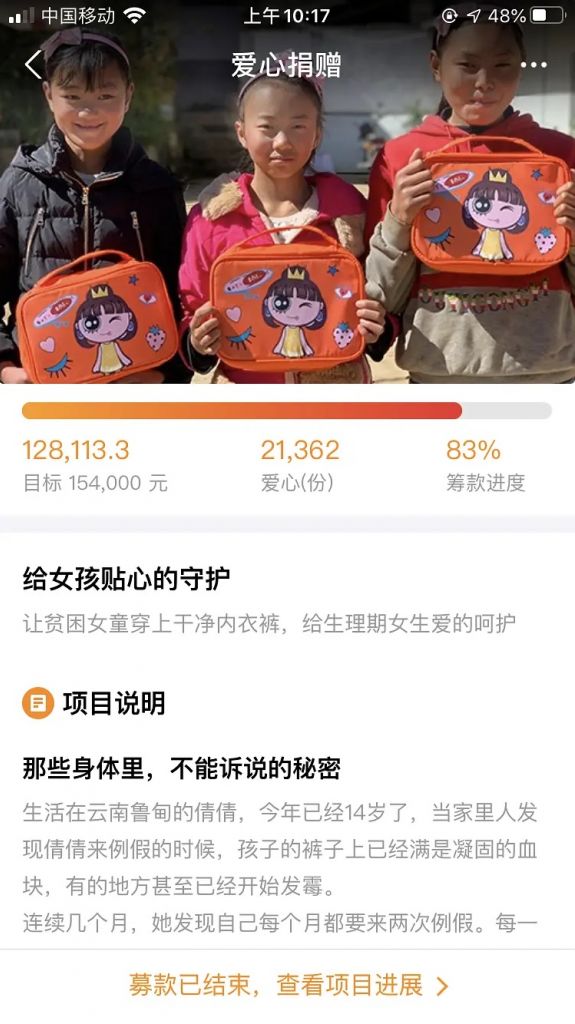 中国移动
上午10:17
48%
爱心捐赠
128,113.3
21,362
83%
目标 154,000 元
爱心(份)
筹款进度
给女孩贴心的守护
让贫困女童穿上干净内衣裤，给生理期女生爱的呵护
项目说明
那些身体里，不能诉说的秘密
生活在云南鲁甸的倩倩，今年已经14岁了，当家里人发
现倩倩来例假的时候，孩子的裤子上已经满是凝固的血
块，有的地方甚至已经开始发霉。
连续几个月，她发现自己每个月都要来两次例假。每一
募款已结束，查看项目进展